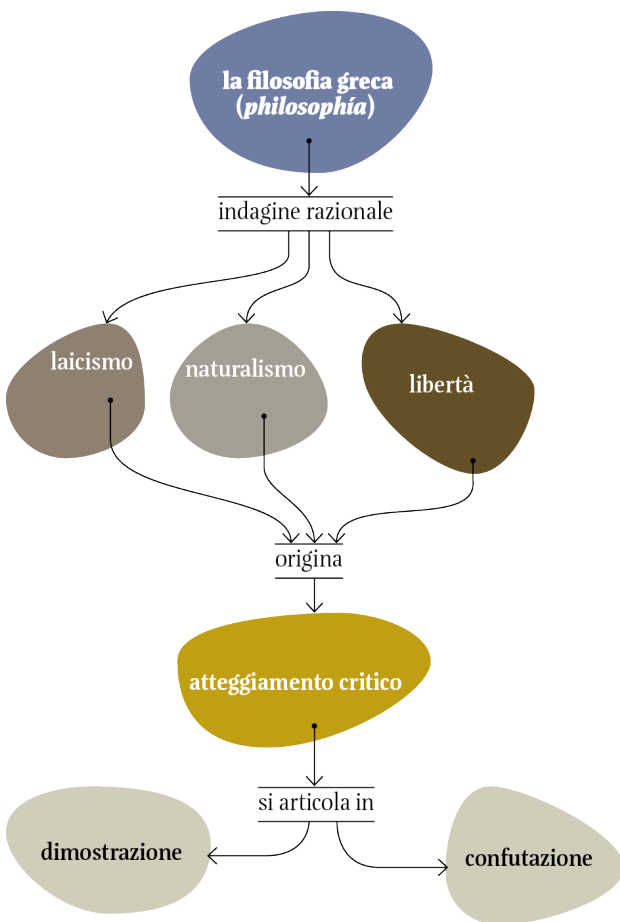 la filosofia greca
(philosophía)
indagine razionale
laicismo
naturalismo
libertà
origina
atteggiamento critico
si articola in
dimostrazione
confutazione